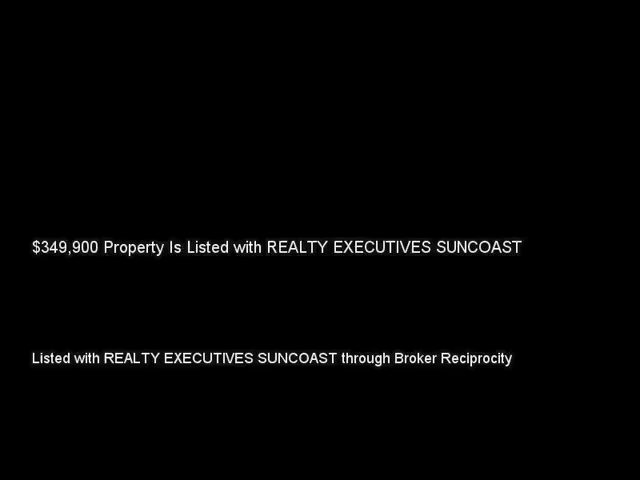 $349,900 Property Is Listed with REALTY EXECUTIVES SUNCOAST
Listed with REALTY EXECUTIVES SUNCOAST through Broker Reciprocity